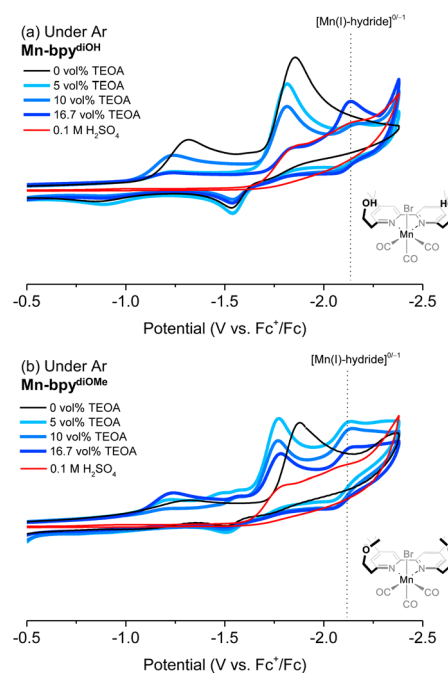 [Mn(I)-hydride]⁰/⁻¹
(a) Under Ar
Mn-bpyᵈⁱᴼᴴ
0 vol% TEOA
5 vol% TEOA
10 vol% TEOA
16.7 vol% TEOA
0.1 M H₂SO₄
OH
H
Br
N
N
Mn
OC
CO
CO
-0.5 -1.0 -1.5 -2.0 -2.5
Potential (V vs. Fc⁺/Fc)
(b) Under Ar
[Mn(I)-hydride]⁰/⁻¹
Mn-bpyᵈⁱᴼᴹᵉ
0 vol% TEOA
5 vol% TEOA
10 vol% TEOA
16.7 vol% TEOA
0.1 M H₂SO₄
O
Br
N
N
Mn
OC
CO
CO
-0.5 -1.0 -1.5 -2.0 -2.5
Potential (V vs. Fc⁺/Fc)